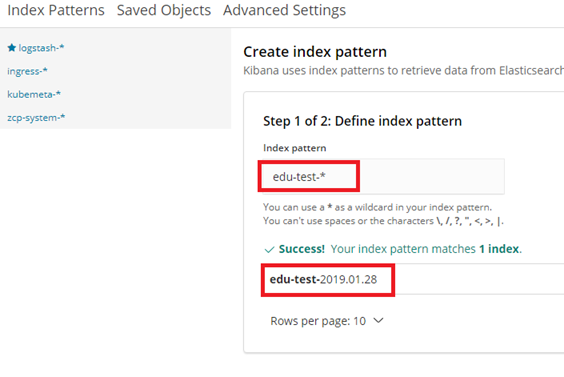 Index Patterns Saved Objects Advanced Settings
logstash-*
ingress-*
kubemeta-*
zcp-system-*
Create index pattern
Kibana uses index patterns to retrieve data from Elasticsearch
Step 1 of 2: Define index pattern
Index pattern
edu-test-*
You can use a * as a wildcard in your index pattern.
You can't use spaces or the characters \, /, ?, ", <, >, |.
Success! Your index pattern matches 1 index.
edu-test-2019.01.28
Rows per page: 10